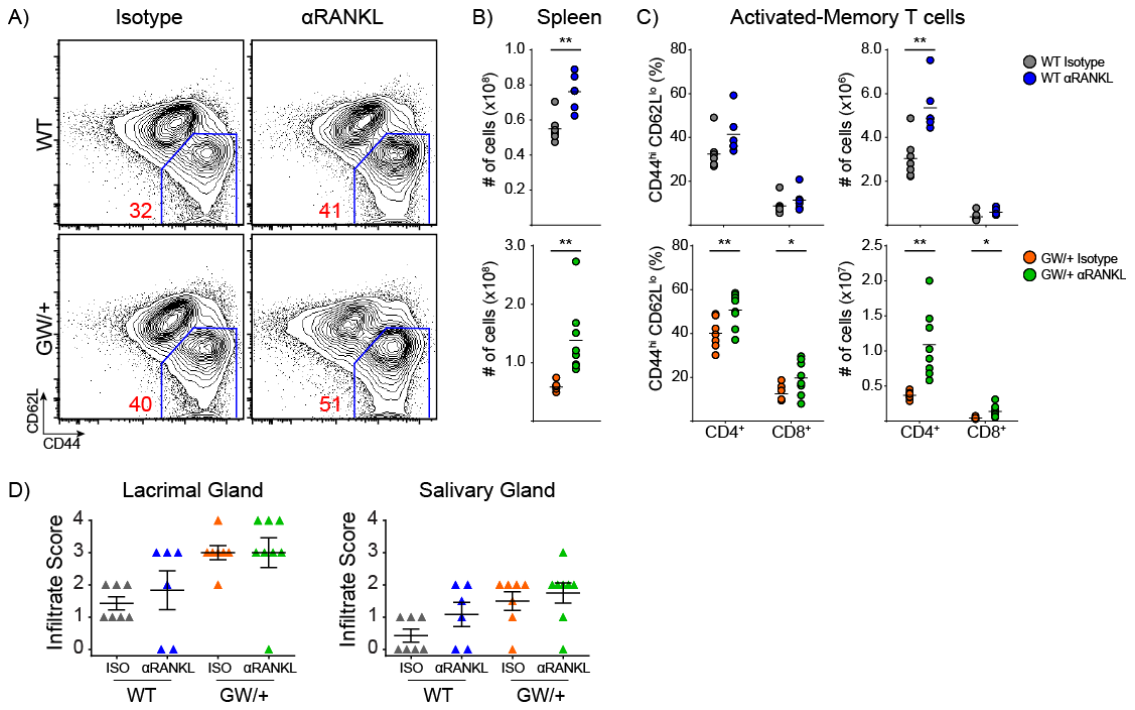 A)
Isotype
αRANKL
WT
32
41
GW/+
40
51
CD62L
CD44
B)
Spleen
**
# of cells (x10⁸)
1.0
0.8
0.6
0.4
0.2
**
# of cells (x10⁸)
3.0
2.0
1.0
C)
Activated-Memory T cells
CD44ʰⁱ CD62Lˡᵒ (%)
80
60
40
20
**
# of cells (x10⁶)
8.0
6.0
4.0
2.0
WT Isotype
WT αRANKL
** *
CD44ʰⁱ CD62Lˡᵒ (%)
80
60
40
20
CD4⁺ CD8⁺
** *
# of cells (x10⁷)
2.5
2.0
1.5
1.0
0.5
CD4⁺ CD8⁺
GW/+ Isotype
GW/+ αRANKL
D)
Lacrimal Gland
Infiltrate Score
4
3
2
1
0
ISO αRANKL ISO αRANKL
WT GW/+
Salivary Gland
Infiltrate Score
4
3
2
1
0
ISO αRANKL ISO αRANKL
WT GW/+